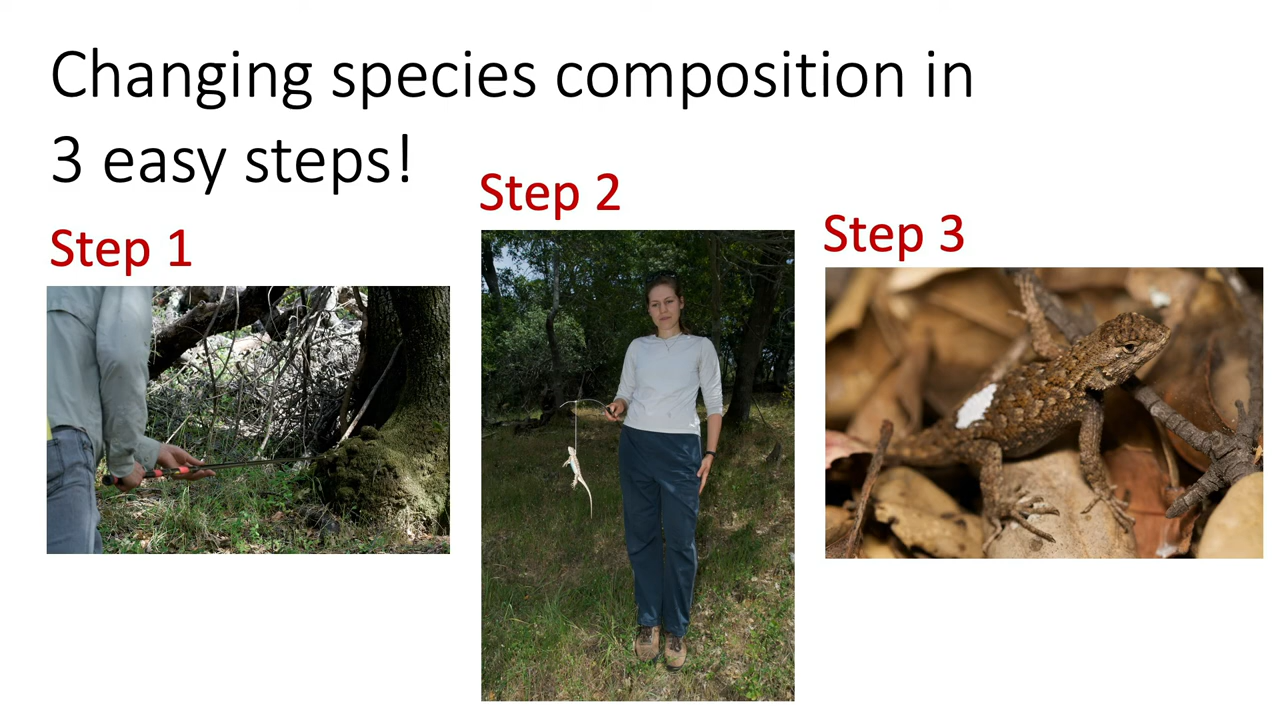 Changing species composition in
3 easy steps!
Step 1
Step 2
Step 3